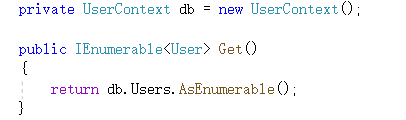 private UserContext db = new UserContext();
public IEnumerable<User> Get()
{
return db.Users.AsEnumerable();
}